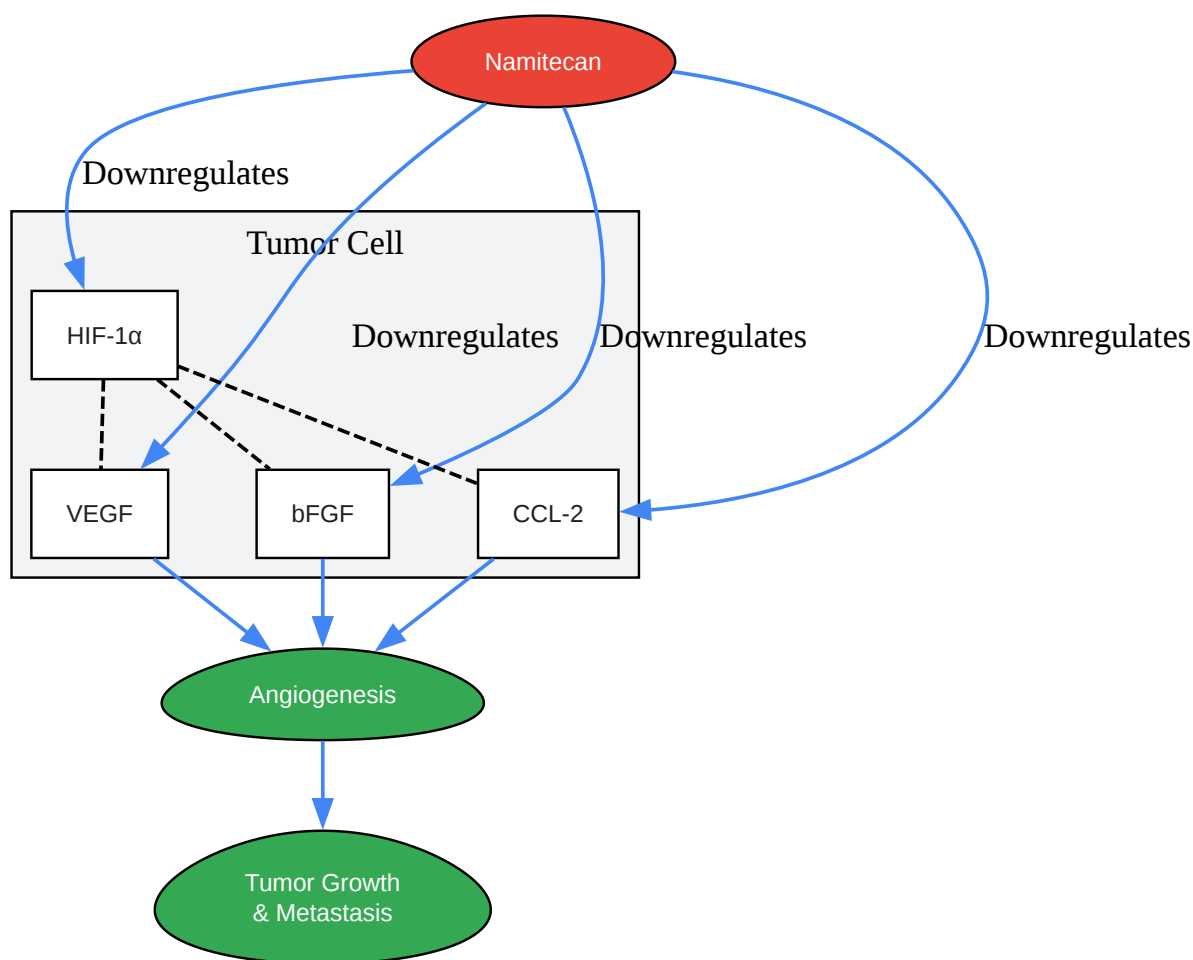 Namitecan
Downregulates
Tumor Cell
HIF-1α
Downregulates
Downregulates
Downregulates
VEGF
bFGF
CCL-2
Angiogenesis
Tumor Growth
& Metastasis